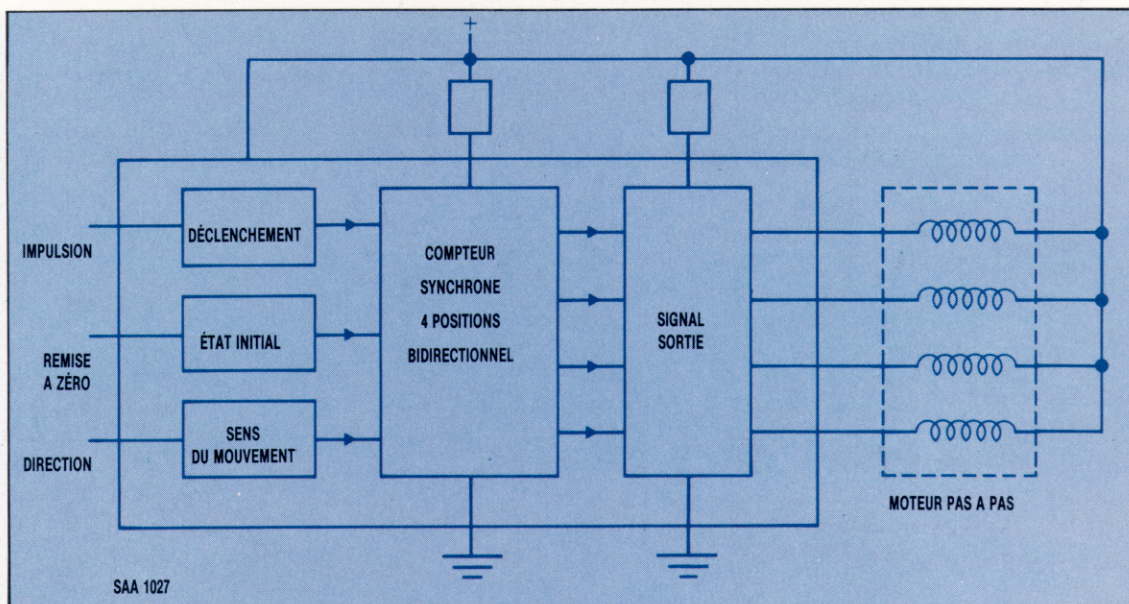 +
IMPULSION
DÉCLENCHEMENT
REMISE
A ZÉRO
ÉTAT INITIAL
DIRECTION
SENS
DU MOUVEMENT
COMPTEUR
SYNCHRONE
4 POSITIONS
BIDIRECTIONNEL
SIGNAL
SORTIE
MOTEUR PAS A PAS
SAA 1027